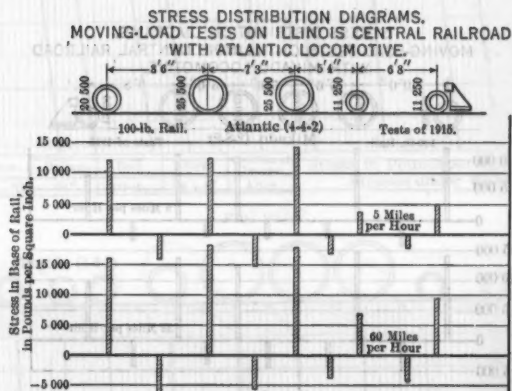 STRESS DISTRIBUTION DIAGRAMS.
MOVING-LOAD TESTS ON ILLINOIS CENTRAL RAILROAD
WITH ATLANTIC LOCOMOTIVE.
8'6" 7'3" 5'4" 6'8"
20 500 25 500 25 500 11 250 11 250
100-lb. Rail. Atlantic (4-4-2) Tests of 1915.
Stress in Base of Rail,
in Pounds per Square Inch.
15 000
10 000
5 000
0
5 Miles
per Hour
15 000
10 000
5 000
0
60 Miles
per Hour
-5 000